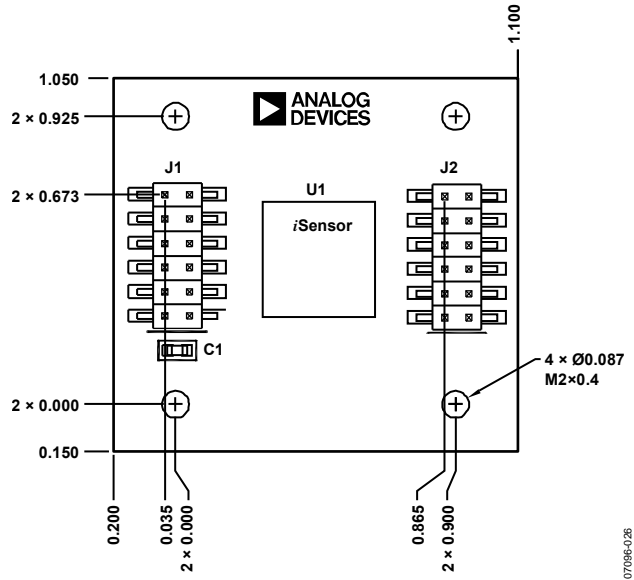 1.100
1.050
2 × 0.925
ANALOG
DEVICES
J1
J2
2 × 0.673
U1
iSensor
C1
4 × Ø0.087
M2×0.4
2 × 0.000
0.150
0.200
0.035
2 × 0.000
0.865
2 × 0.900
07096-026